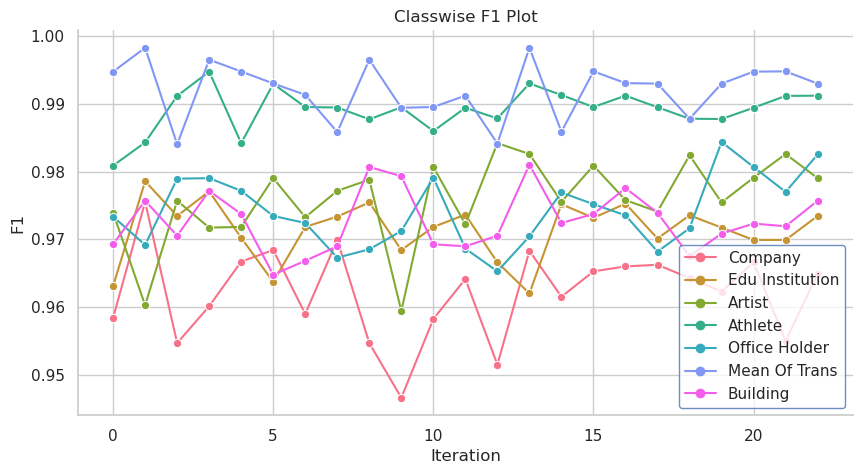 Classwise F1 Plot
1.00
0.99
0.98
0.97
0.96
0.95
F1
0
5
10
15
20
Iteration
Company
Edu Institution
Artist
Athlete
Office Holder
Mean Of Trans
Building